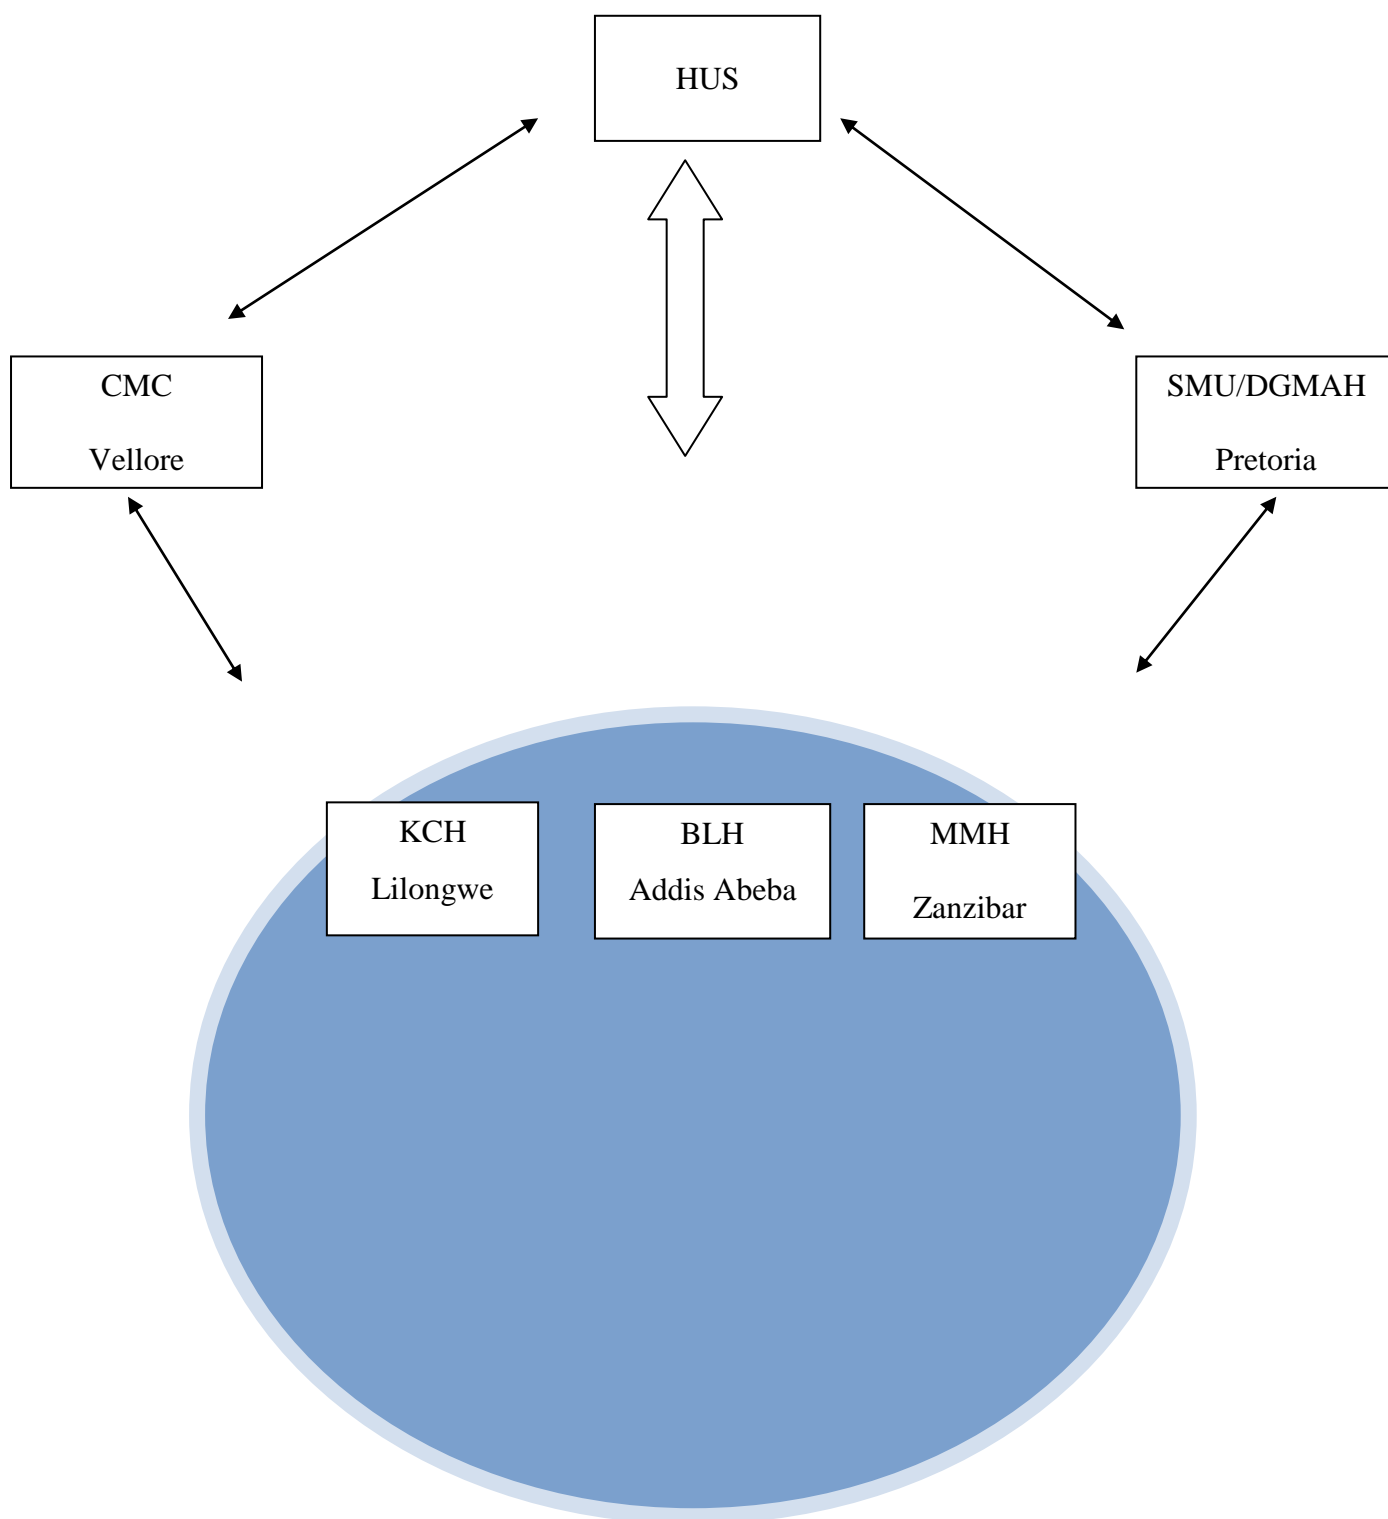 HUS
CMC
Vellore
SMU/DGMAH
Pretoria
KCH
Lilongwe
BLH
Addis Abeba
MMH
Zanzibar